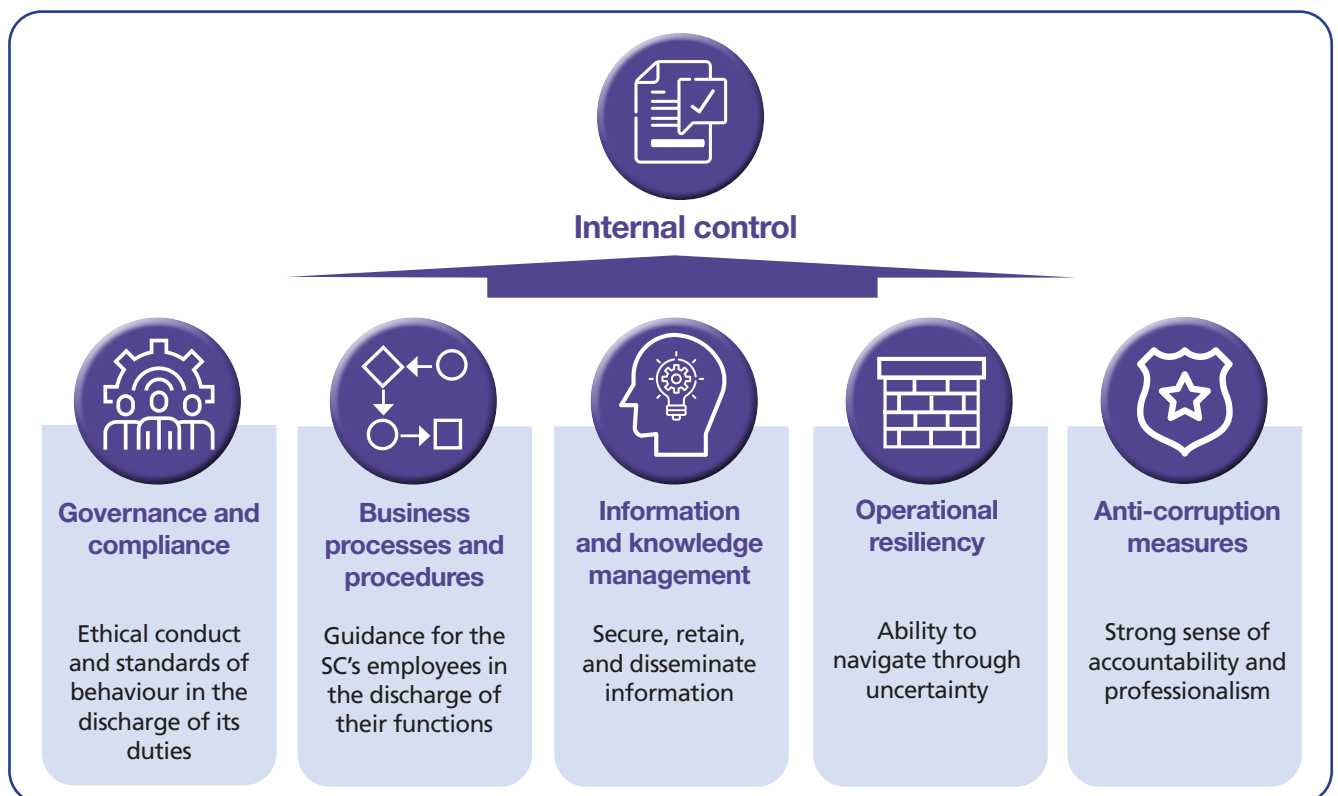 Internal control
Governance and
compliance
Ethical conduct
and standards of
behaviour in the
discharge of its
duties
Business
processes and
procedures
Guidance for the
SC’s employees in
the discharge of
their functions
Information
and knowledge
management
Secure, retain,
and disseminate
information
Operational
resiliency
Ability to
navigate through
uncertainty
Anti-corruption
measures
Strong sense of
accountability and
professionalism